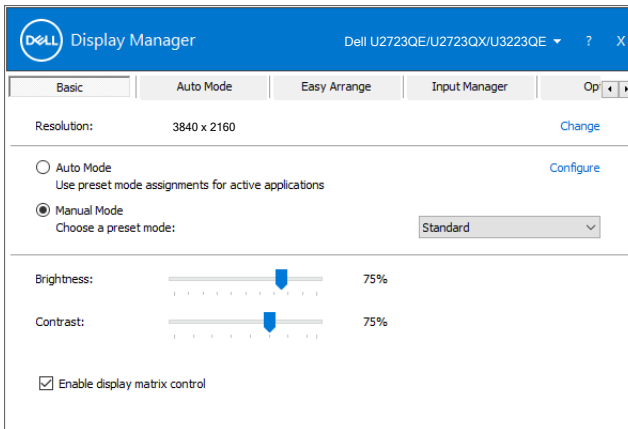 DELL Display Manager Dell U2723QE/U2723QX/U3223QE ? X
Basic Auto Mode Easy Arrange Input Manager Op
Resolution: 3840 x 2160 Change
Auto Mode Configure
Use preset mode assignments for active applications
Manual Mode
Choose a preset mode: Standard
Brightness: 75%
Contrast: 75%
Enable display matrix control